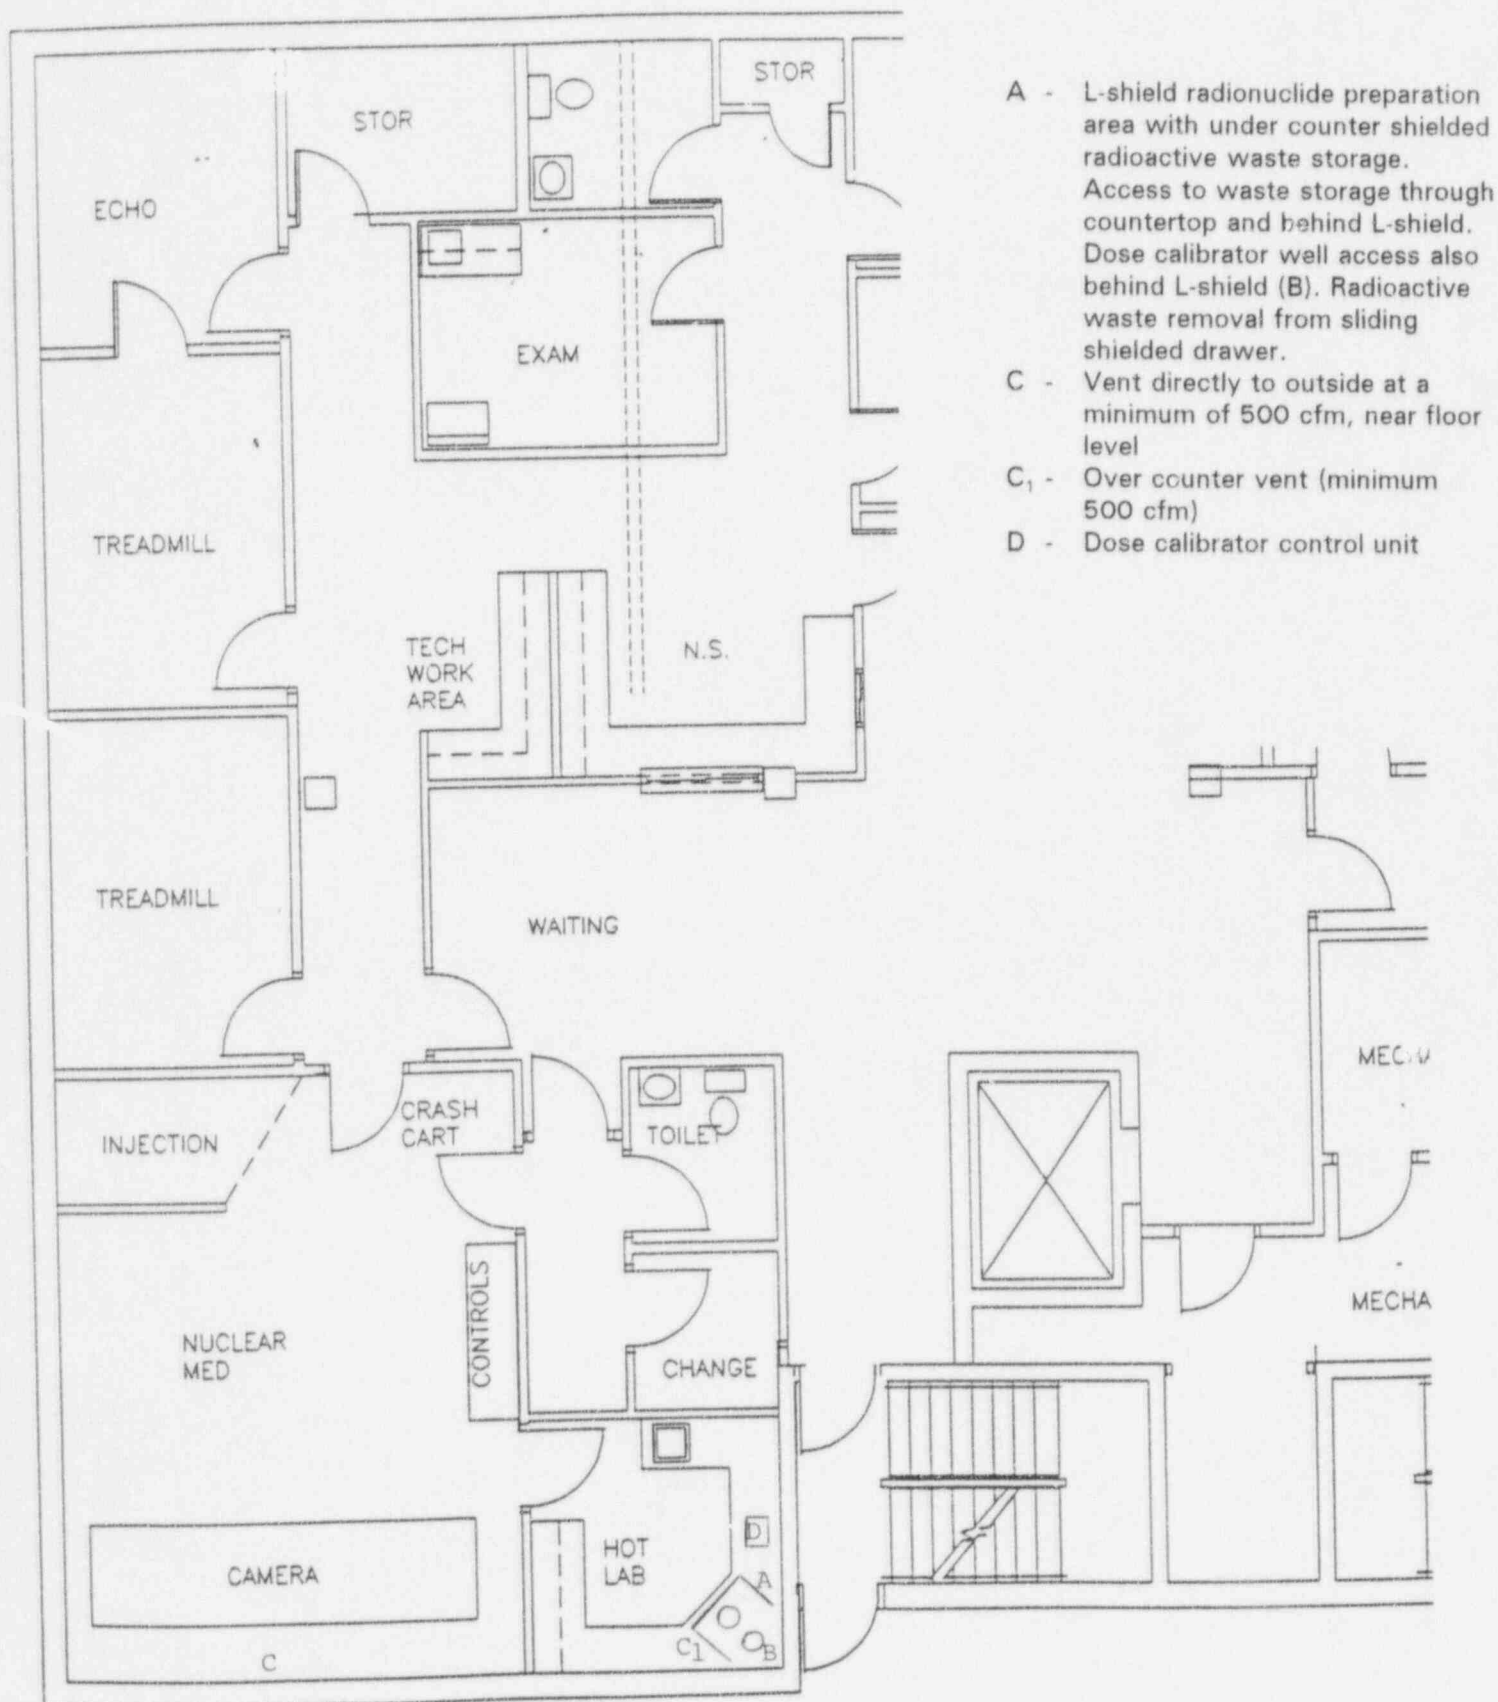 STOR
STOR
ECHO
EXAM
TREADMILL
TECH
WORK
AREA
N.S.
TREADMILL
WAITING
INJECTION
CRASH
CART
TOILET
CONTROLS
NUCLEAR
MED
CHANGE
MECHA
HOT
LAB
D
CAMERA
A
C1
B
C
A - L-shield radionuclide preparation
area with under counter shielded
radioactive waste storage.
Access to waste storage through
countertop and behind L-shield.
Dose calibrator well access also
behind L-shield (B). Radioactive
waste removal from sliding
shielded drawer.
C - Vent directly to outside at a
minimum of 500 cfm, near floor
level
C₁ - Over counter vent (minimum
500 cfm)
D - Dose calibrator control unit